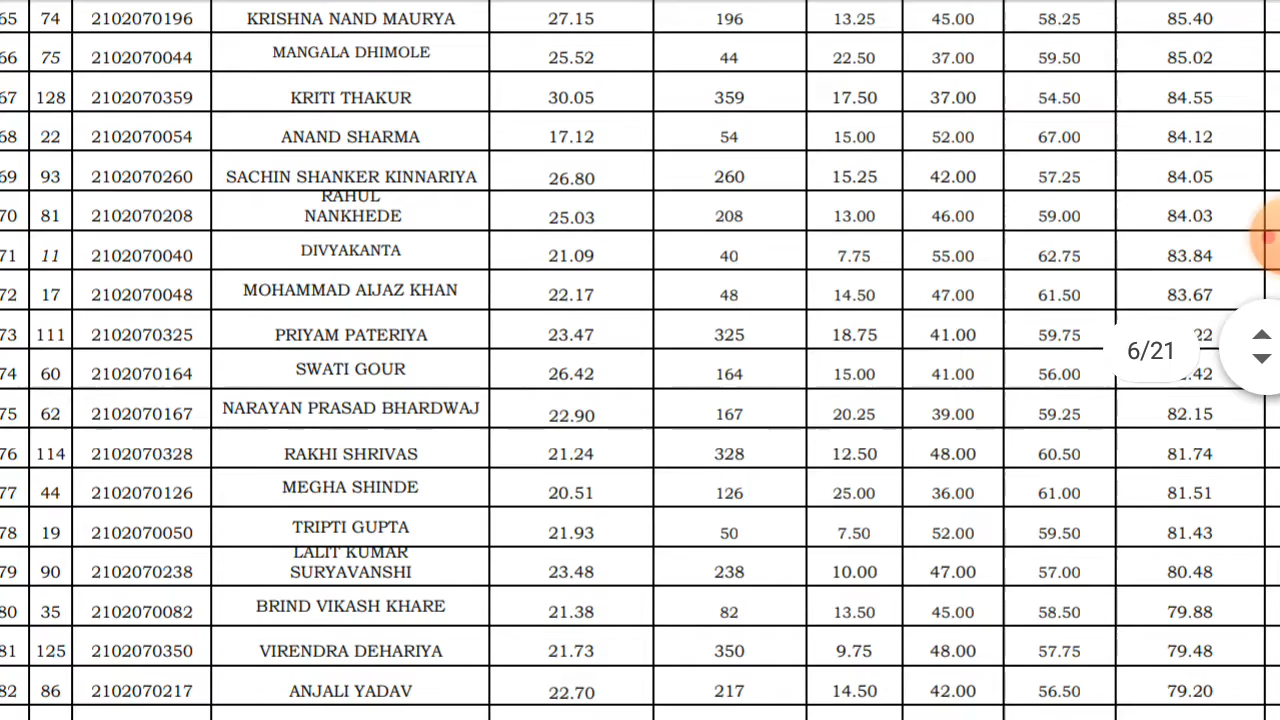 65 74 2102070196 KRISHNA NAND MAURYA 27.15 196 13.25 45.00 58.25 85.40
66 75 2102070044 MANGALA DHIMOLE 25.52 44 22.50 37.00 59.50 85.02
67 128 2102070359 KRITI THAKUR 30.05 359 17.50 37.00 54.50 84.55
68 22 2102070054 ANAND SHARMA 17.12 54 15.00 52.00 67.00 84.12
69 93 2102070260 SACHIN SHANKER KINNARIYA 26.80 260 15.25 42.00 57.25 84.05
RAHUL
70 81 2102070208 NANKHEDE 25.03 208 13.00 46.00 59.00 84.03
71 11 2102070040 DIVYAKANTA 21.09 40 7.75 55.00 62.75 83.84
72 17 2102070048 MOHAMMAD AIJAZ KHAN 22.17 48 14.50 47.00 61.50 83.67
73 111 2102070325 PRIYAM PATERIYA 23.47 325 18.75 41.00 59.75 22
6/21
74 60 2102070164 SWATI GOUR 26.42 164 15.00 41.00 56.00 .42
75 62 2102070167 NARAYAN PRASAD BHARDWAJ 22.90 167 20.25 39.00 59.25 82.15
76 114 2102070328 RAKHI SHRIVAS 21.24 328 12.50 48.00 60.50 81.74
77 44 2102070126 MEGHA SHINDE 20.51 126 25.00 36.00 61.00 81.51
78 19 2102070050 TRIPTI GUPTA 21.93 50 7.50 52.00 59.50 81.43
LALIT KUMAR
79 90 2102070238 SURYAVANSHI 23.48 238 10.00 47.00 57.00 80.48
80 35 2102070082 BRIND VIKASH KHARE 21.38 82 13.50 45.00 58.50 79.88
81 125 2102070350 VIRENDRA DEHARIYA 21.73 350 9.75 48.00 57.75 79.48
82 86 2102070217 ANJALI YADAV 22.70 217 14.50 42.00 56.50 79.20